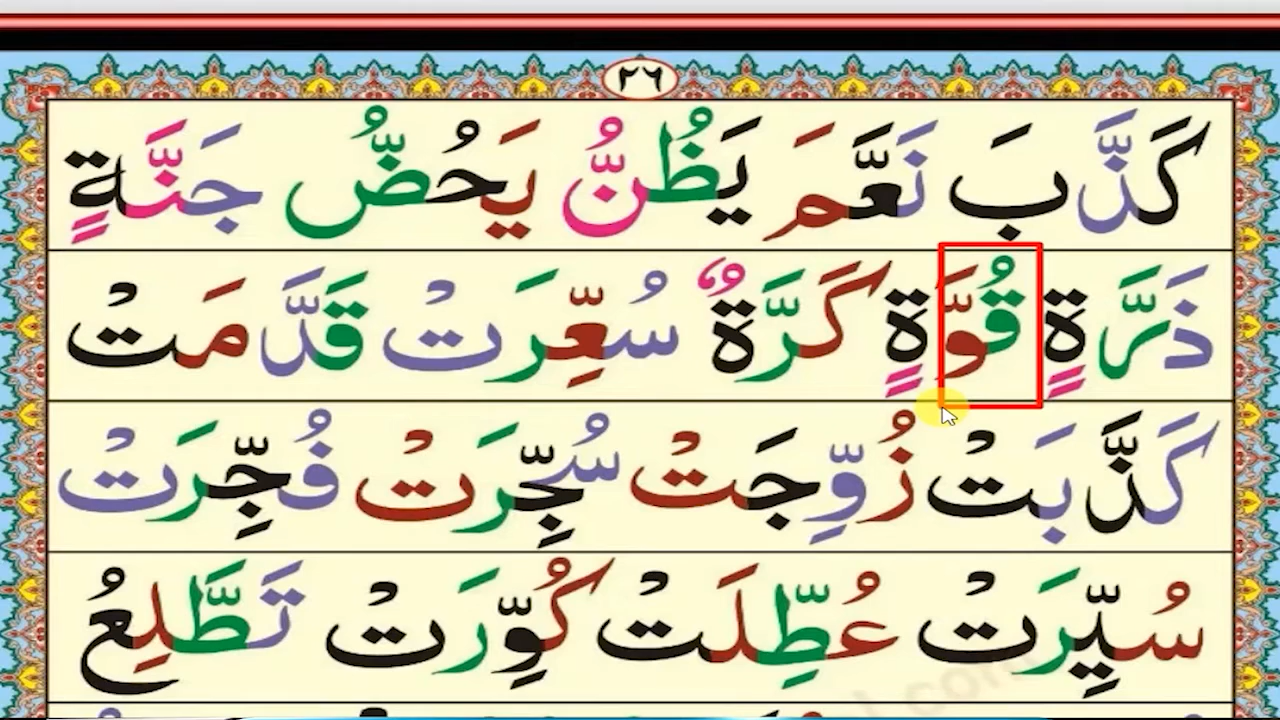 ٢٦
كَذَّبَ نَعَّمَ يَظُنُّ يَحُضُّ جَنَّةٍ
ذَرَّةٍ قُوَّةٍ كَرَّةٌ سُعِّرَتْ قَدَّمَتْ
كَذَّبَتْ زُوِّجَتْ سُجِّرَتْ فُجِّرَتْ
سُيِّرَتْ عُطِّلَتْ كُوِّرَتْ تَطَّلِعُ